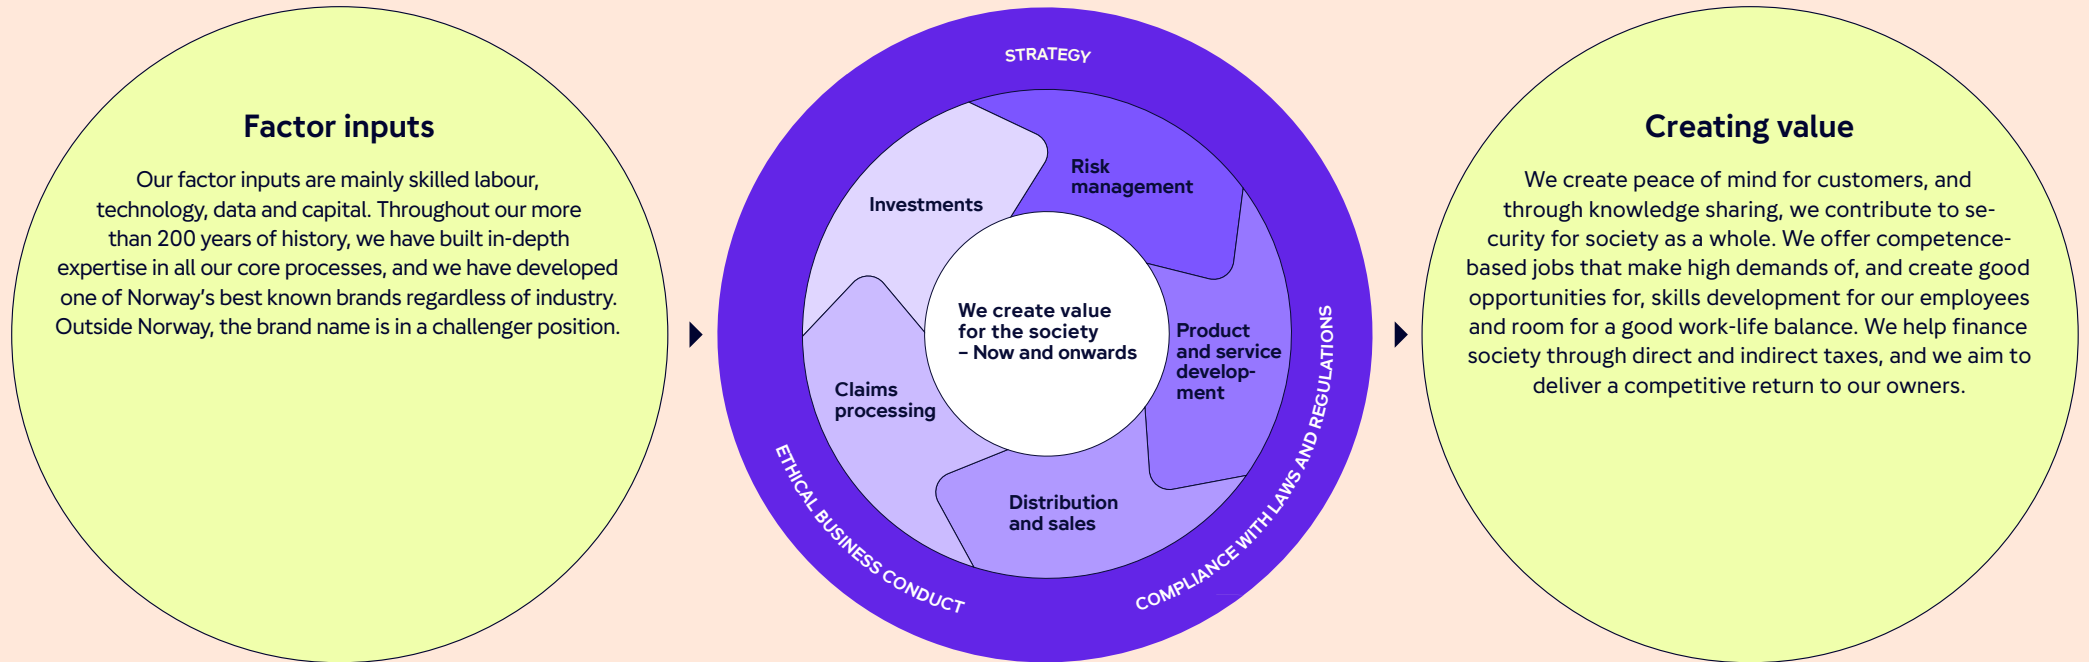 Factor inputs
Our factor inputs are mainly skilled labour,
technology, data and capital. Throughout our more
than 200 years of history, we have built in-depth
expertise in all our core processes, and we have developed
one of Norway’s best known brands regardless of industry.
Outside Norway, the brand name is in a challenger position.
STRATEGY
Risk
management
Investments
We create value
for the society
– Now and onwards
Product
and service
develop-
ment
Claims
processing
Distribution
and sales
ETHICAL BUSINESS CONDUCT
COMPLIANCE WITH LAWS AND REGULATIONS
Creating value
We create peace of mind for customers, and
through knowledge sharing, we contribute to se-
curity for society as a whole. We offer competence-
based jobs that make high demands of, and create good
opportunities for, skills development for our employees
and room for a good work-life balance. We help finance
society through direct and indirect taxes, and we aim to
deliver a competitive return to our owners.